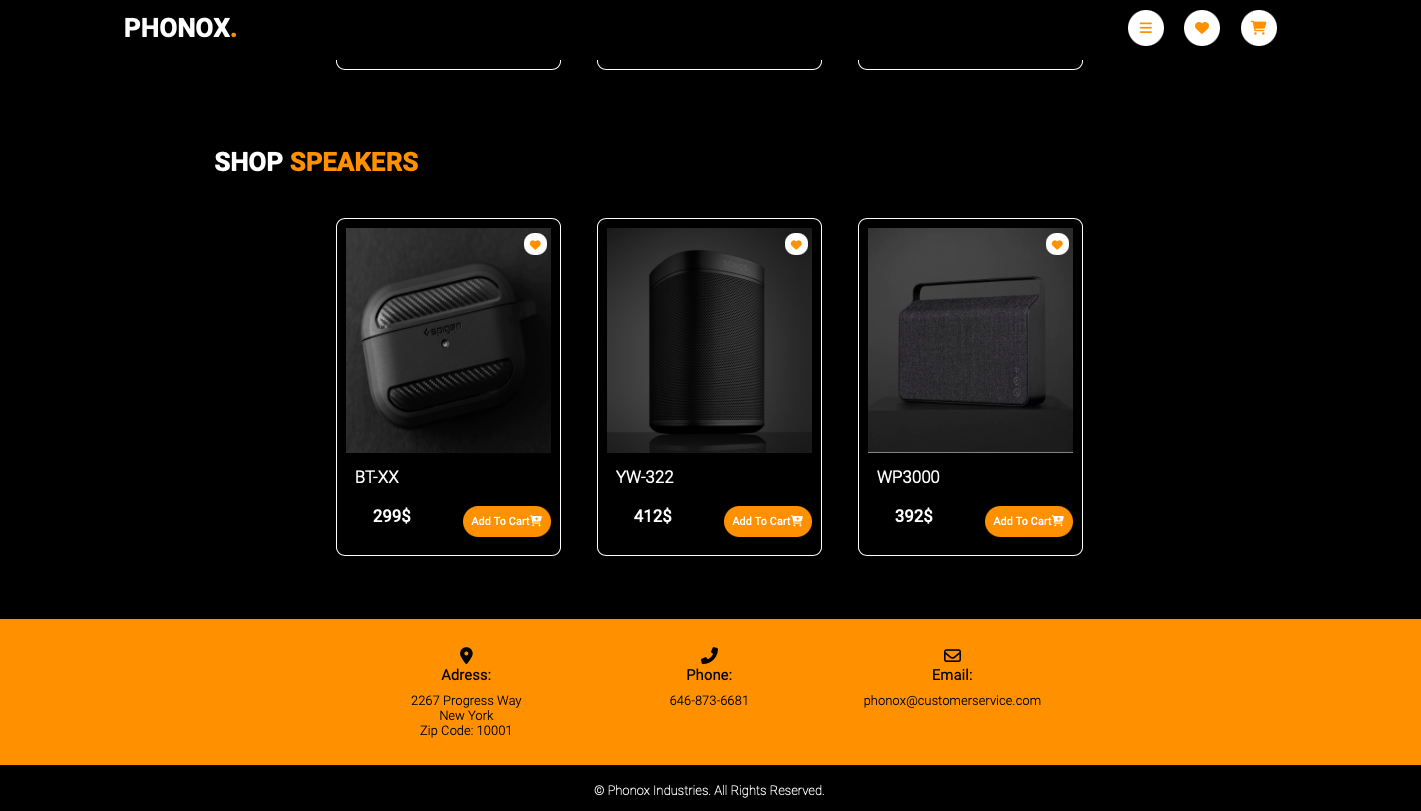 PHONOX.
SHOP SPEAKERS
spigen
BT-XX
299$
Add To Cart
YW-322
412$
Add To Cart
WP3000
392$
Add To Cart
Adress:
2267 Progress Way
New York
Zip Code: 10001
Phone:
646-873-6681
Email:
phonox@customerservice.com
© Phonox Industries. All Rights Reserved.